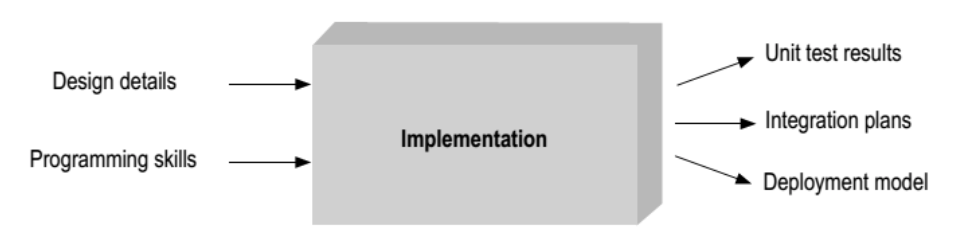 Design details
Programming skills
Implementation
Unit test results
Integration plans
Deployment model